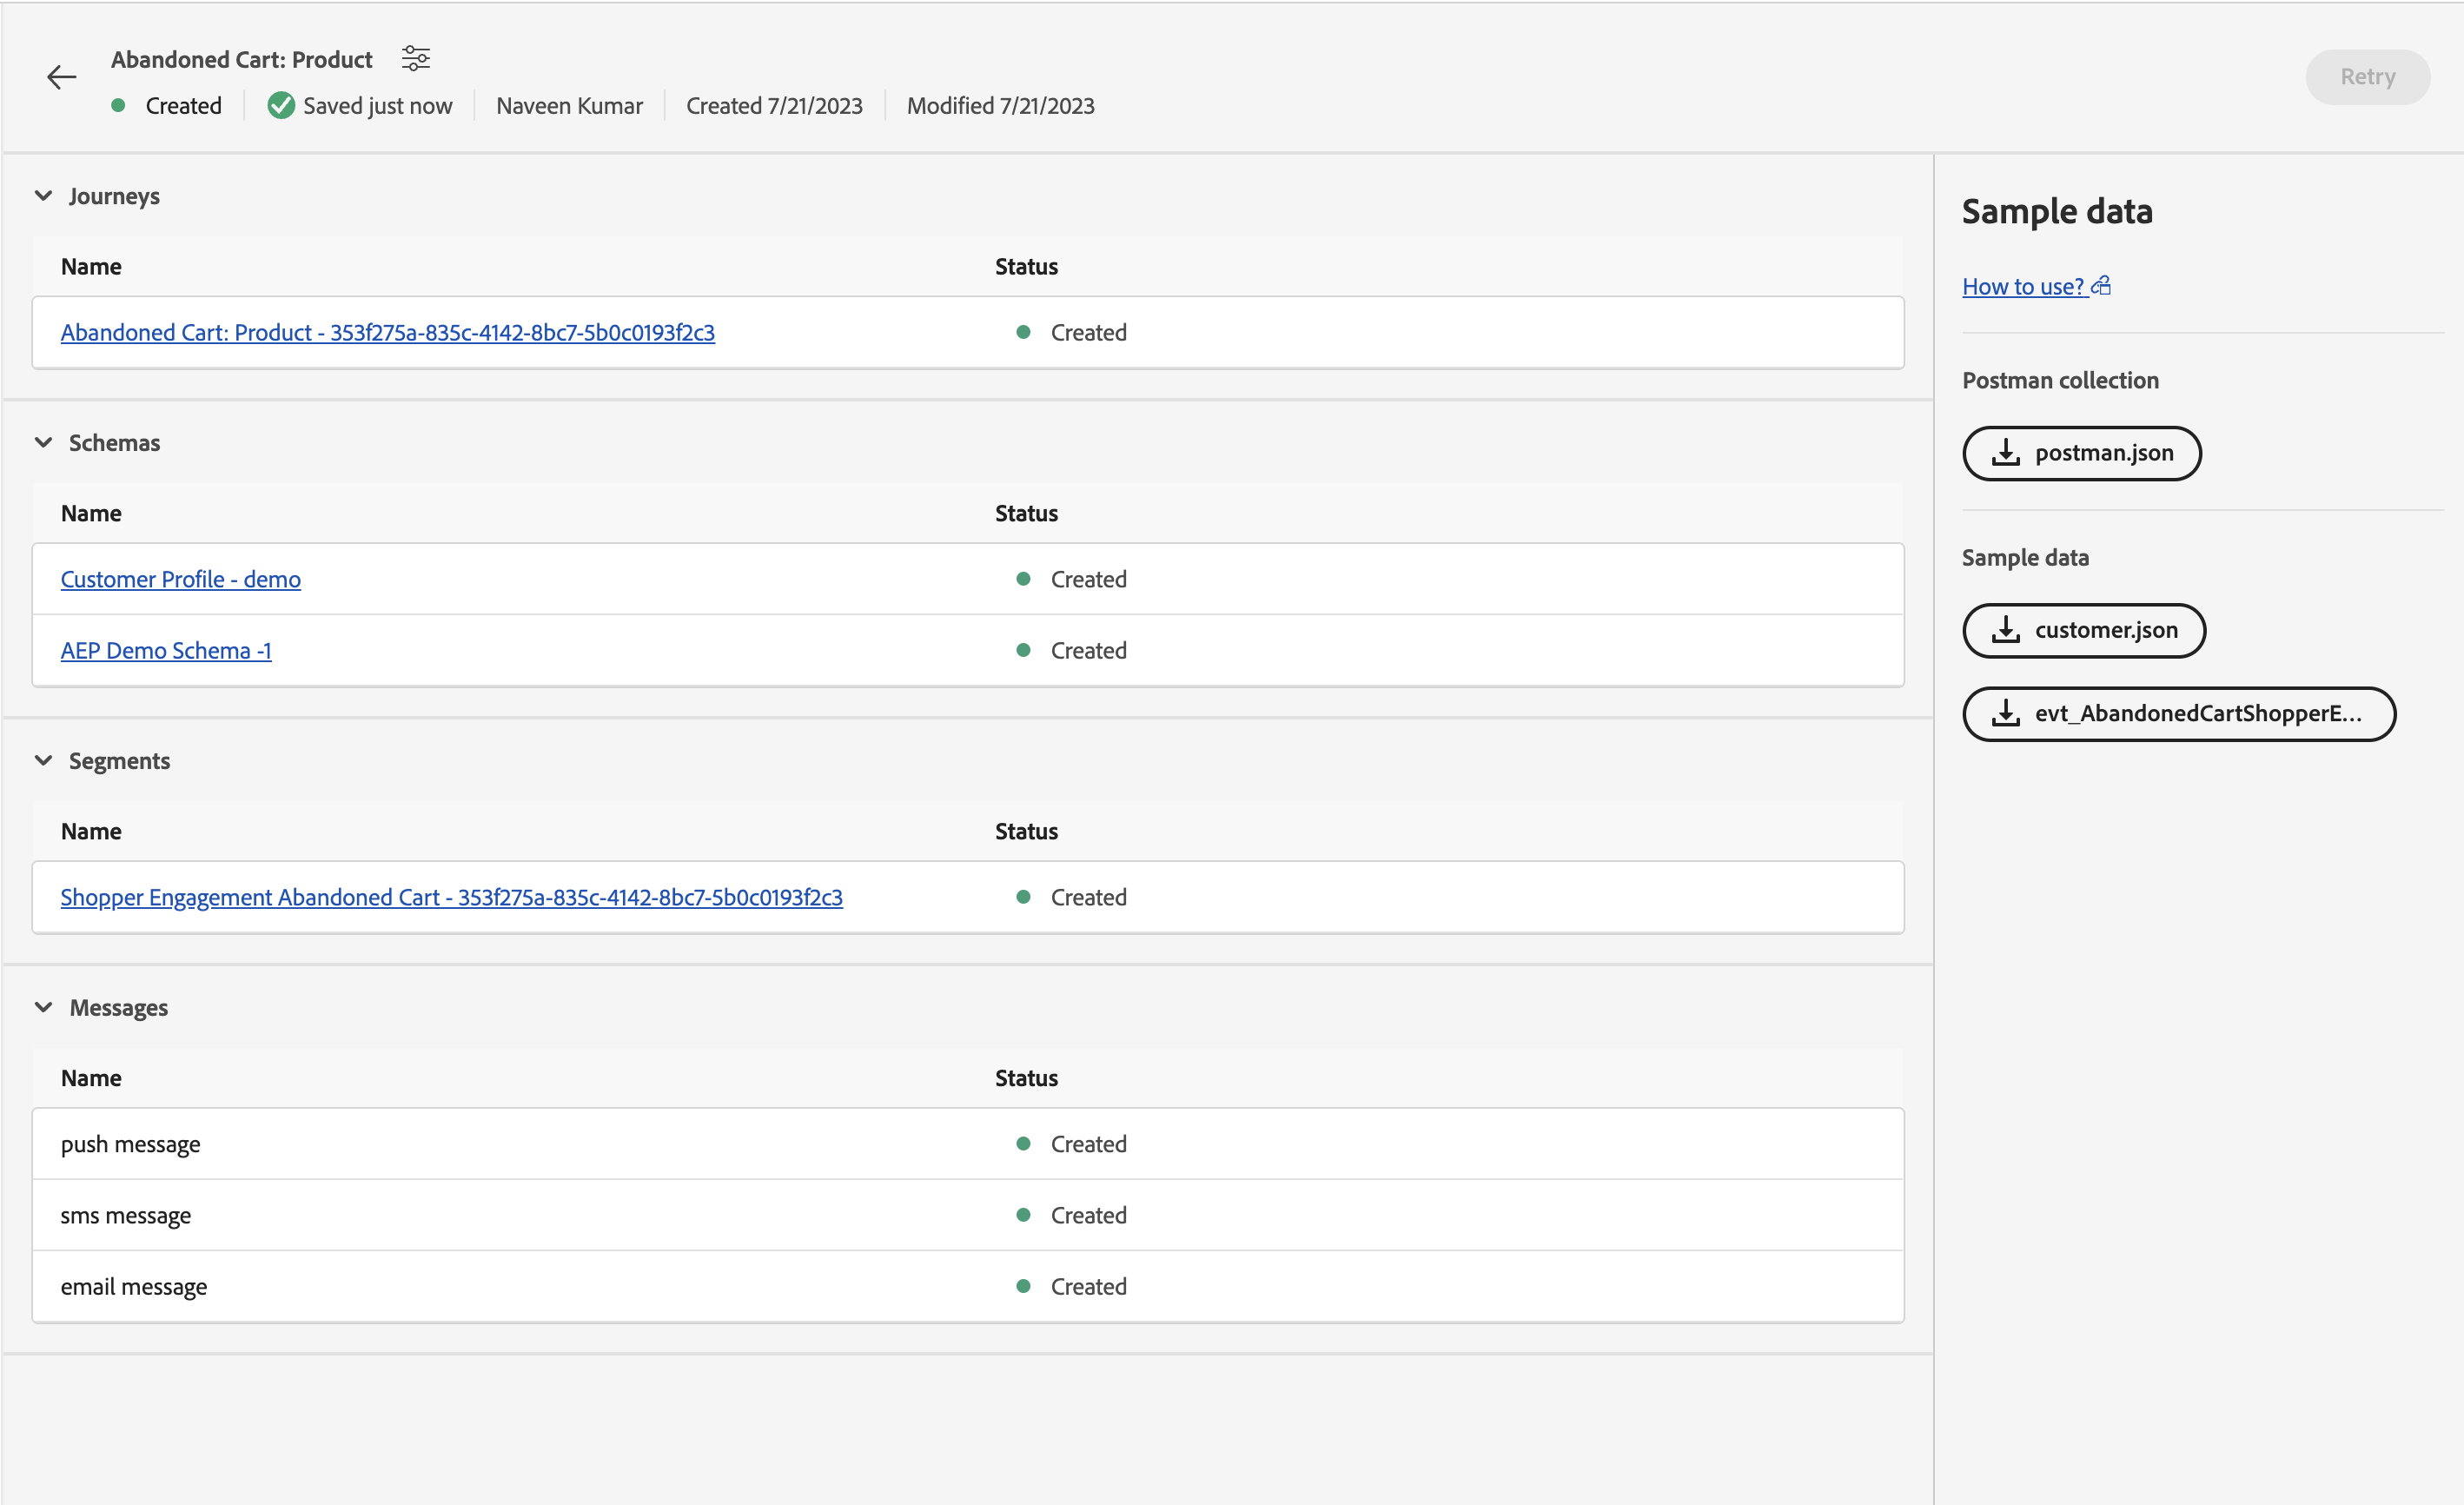 Abandoned Cart: Product
Retry
Created
Saved just now
Naveen Kumar
Created 7/21/2023
Modified 7/21/2023
Journeys
Name Status
Abandoned Cart: Product - 353f275a-835c-4142-8bc7-5b0c0193f2c3 Created
Schemas
Name Status
Customer Profile - demo Created
AEP Demo Schema -1 Created
Segments
Name Status
Shopper Engagement Abandoned Cart - 353f275a-835c-4142-8bc7-5b0c0193f2c3 Created
Messages
Name Status
push message Created
sms message Created
email message Created
Sample data
How to use?
Postman collection
postman.json
Sample data
customer.json
evt_AbandonedCartShopperE...